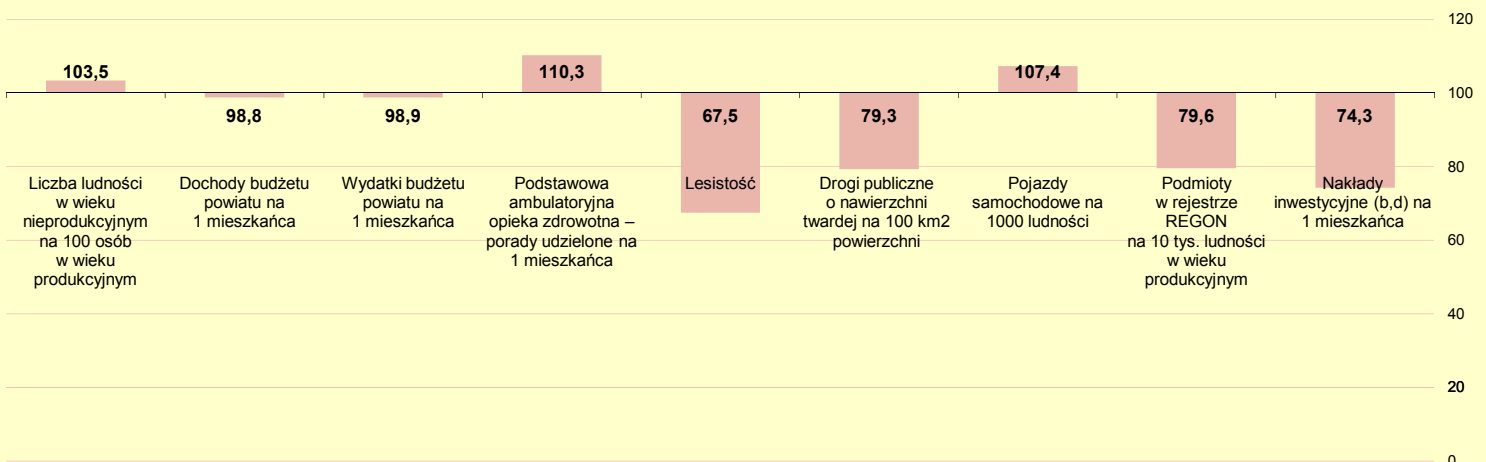 120
103,5
110,3
107,4
100
98,8
98,9
67,5
79,3
79,6
74,3
80
Liczba ludności
w wieku
nieprodukcyjnym
na 100 osób
w wieku
produkcyjnym
Dochody budżetu
powiatu na
1 mieszkańca
Wydatki budżetu
powiatu na
1 mieszkańca
Podstawowa
ambulatoryjna
opieka zdrowotna –
porady udzielone na
1 mieszkańca
Lesistość
Drogi publiczne
o nawierzchni
twardej na 100 km2
powierzchni
Pojazdy
samochodowe na
1000 ludności
Podmioty
w rejestrze
REGON
na 10 tys. ludności
w wieku
produkcyjnym
Nakłady
inwestycyjne (b,d) na
1 mieszkańca
60
40
20
0